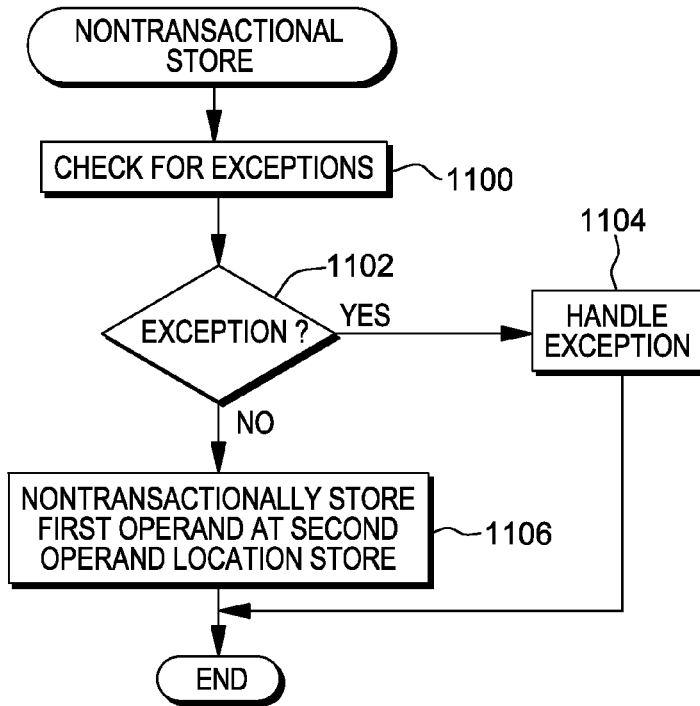 NONTRANSACTIONAL
STORE
CHECK FOR EXCEPTIONS
1100
1104
1102
EXCEPTION ?
YES
HANDLE
EXCEPTION
NO
NONTRANSACTIONALLY STORE
FIRST OPERAND AT SECOND
OPERAND LOCATION STORE
1106
END